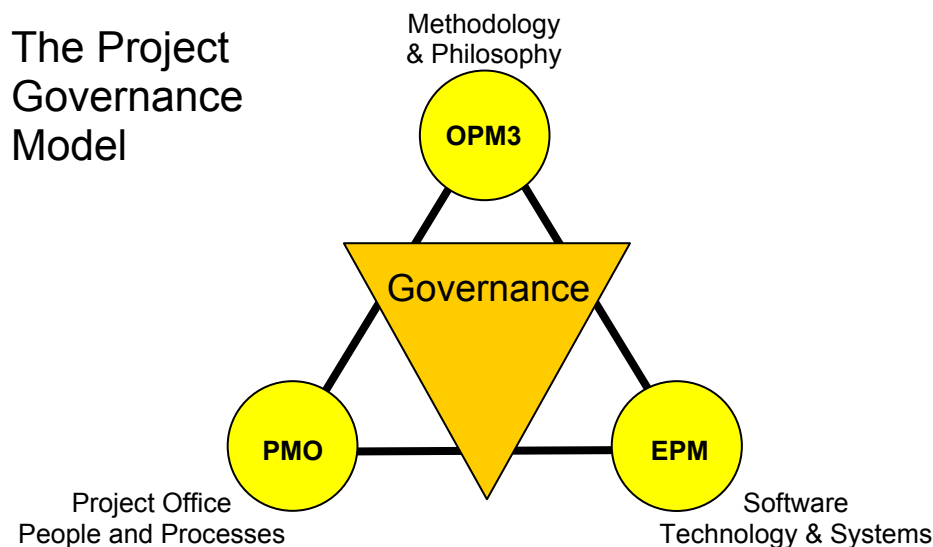 The Project
Governance
Model
Methodology
& Philosophy
OPM3
Governance
PMO
EPM
Project Office
People and Processes
Software
Technology & Systems